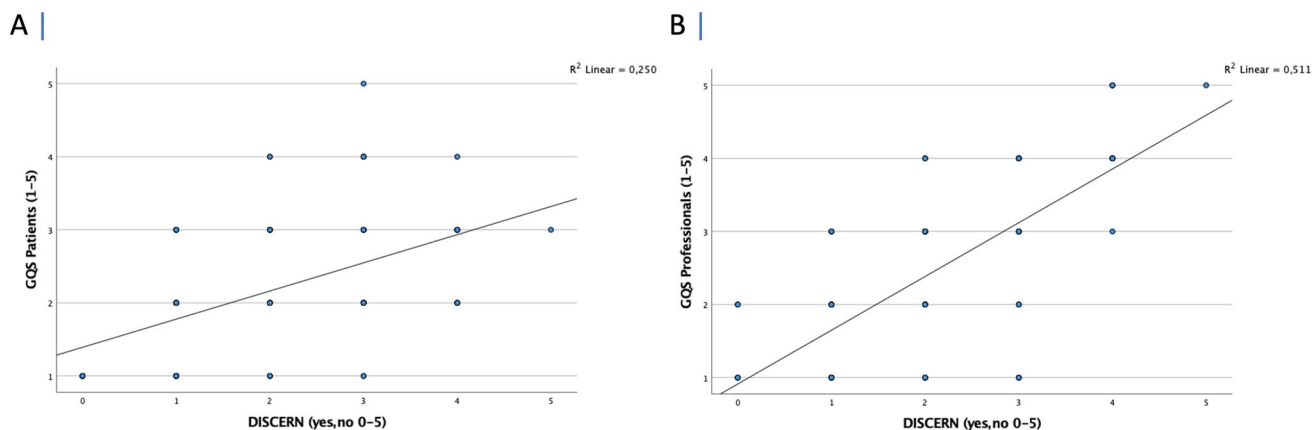 A
R² Linear = 0,250
GQS Patients (1–5)
5
4
3
2
1
0 1 2 3 4 5
DISCERN (yes,no 0–5)
B
R² Linear = 0,511
GQS Professionals (1–5)
5
4
3
2
1
0 1 2 3 4 5
DISCERN (yes,no 0–5)